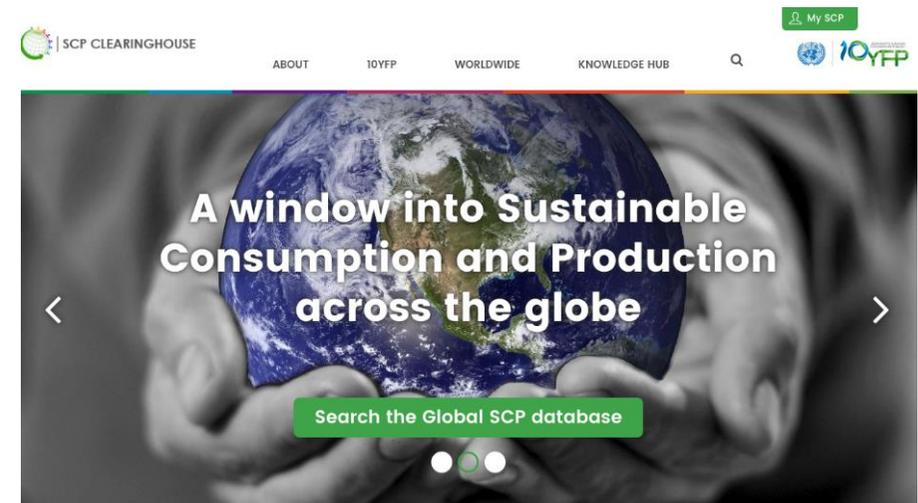 My SCP
SCP CLEARINGHOUSE
ABOUT
10YFP
WORLDWIDE
KNOWLEDGE HUB
10YFP
A window into Sustainable
Consumption and Production
across the globe
Search the Global SCP database